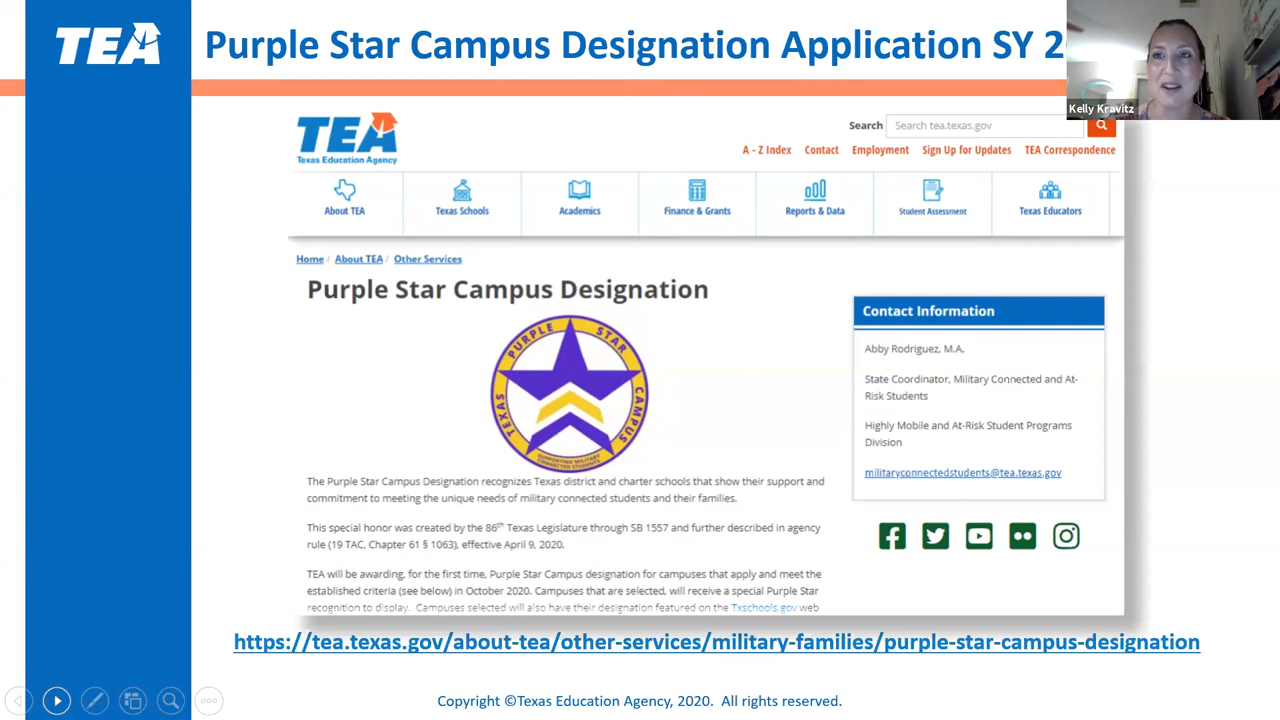 TEA
Purple Star Campus Designation Application SY 2
Kelly Kravitz
TEA
Texas Education Agency
Search
Search tea.texas.gov
A - Z Index
Contact
Employment
Sign Up for Updates
TEA Correspondence
About TEA
Texas Schools
Academics
Finance & Grants
Reports & Data
Student Assessment
Texas Educators
Home / About TEA / Other Services
Purple Star Campus Designation
PURPLE STAR
TEXAS CAMPUS
SUPPORTING MILITARY
CONNECTED STUDENTS
The Purple Star Campus Designation recognizes Texas district and charter schools that show their support and
commitment to meeting the unique needs of military connected students and their families.
This special honor was created by the 86th Texas Legislature through SB 1557 and further described in agency
rule (19 TAC, Chapter 61 § 1063), effective April 9, 2020.
TEA will be awarding, for the first time, Purple Star Campus designation for campuses that apply and meet the
established criteria (see below) in October 2020. Campuses that are selected, will receive a special Purple Star
recognition to display. Campuses selected will also have their designation featured on the Txschools.gov web
Contact Information
Abby Rodriguez, M.A.
State Coordinator, Military Connected and At-
Risk Students
Highly Mobile and At-Risk Student Programs
Division
militaryconnectedstudents@tea.texas.gov
https://tea.texas.gov/about-tea/other-services/military-families/purple-star-campus-designation
Copyright ©Texas Education Agency, 2020. All rights reserved.